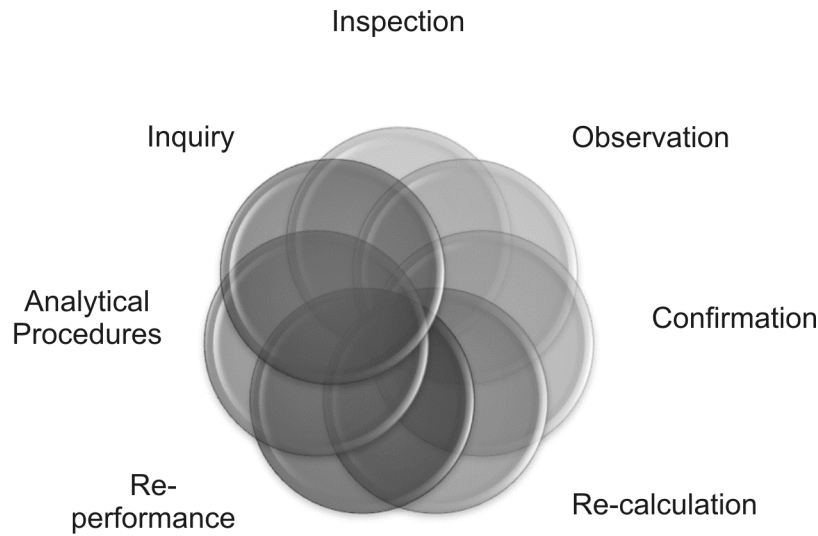 Inspection
Inquiry
Observation
Analytical
Procedures
Confirmation
Re-
performance
Re-calculation